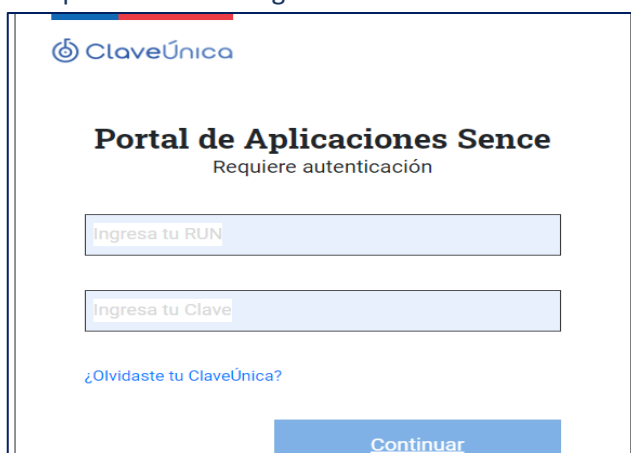 ClaveÚnica
Portal de Aplicaciones Sence
Requiere autenticación
Ingresa tu RUN
Ingresa tu Clave
¿Olvidaste tu ClaveÚnica?
Continuar